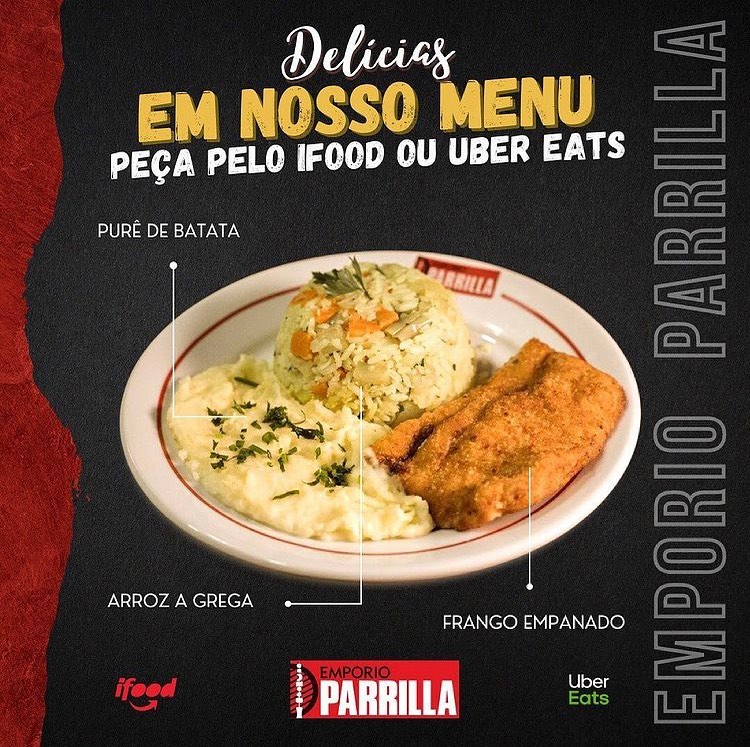 Delícias
EM NOSSO MENU
PEÇA PELO IFOOD OU UBER EATS
EMPORIO PARRILLA
PURÊ DE BATATA
PARRILLA
ARROZ A GREGA
FRANGO EMPANADO
ifood
EMPÓRIO
PARRILLA
Uber
Eats